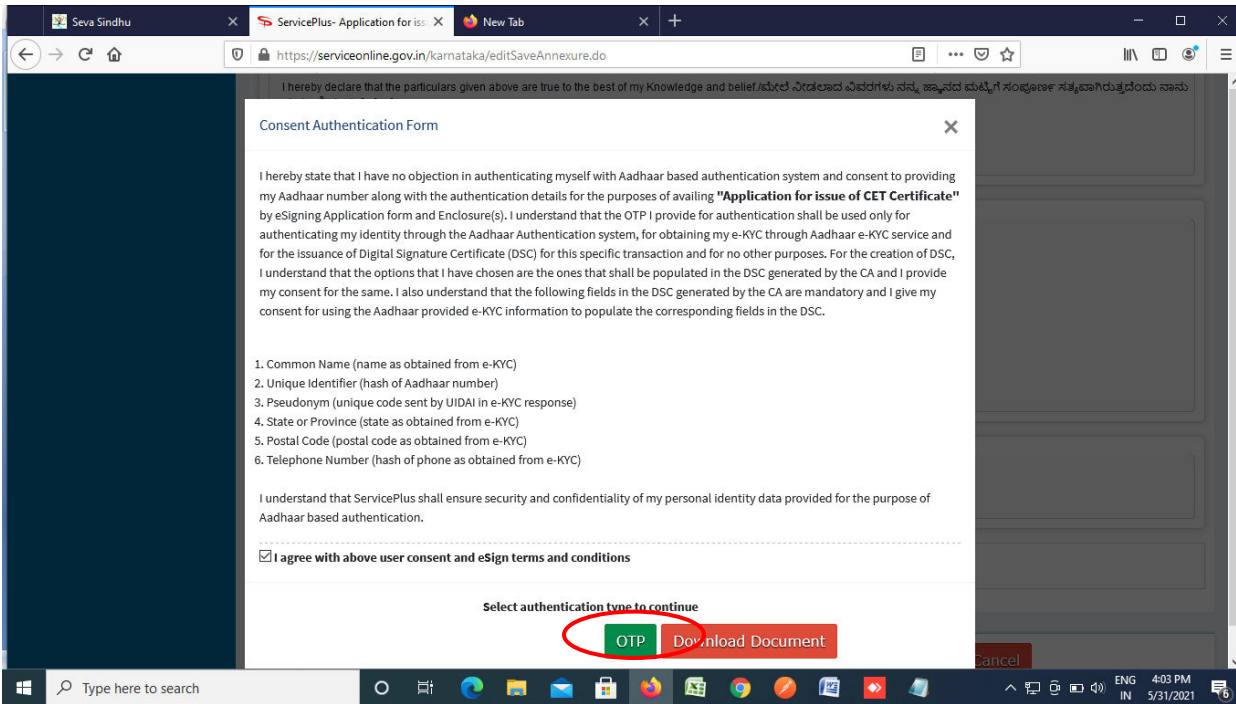 Seva Sindhu
ServicePlus- Application for iss
New Tab
https://serviceonline.gov.in/karnataka/editSaveAnnexure.do
I hereby declare that the particulars given above are true to the best of my Knowledge and belief./ಮೇಲೆ ನೀಡಲಾದ ವಿವರಗಳು ನನ್ನ ಜ್ಞಾನದ ಮಟ್ಟಿಗೆ ಸಂಪೂರ್ಣ ಸತ್ಯವಾಗಿರುತ್ತದೆಂದು ನಾನು
Consent Authentication Form
I hereby state that I have no objection in authenticating myself with Aadhaar based authentication system and consent to providing
my Aadhaar number along with the authentication details for the purposes of availing "Application for issue of CET Certificate"
by eSigning Application form and Enclosure(s). I understand that the OTP I provide for authentication shall be used only for
authenticating my identity through the Aadhaar Authentication system, for obtaining my e-KYC through Aadhaar e-KYC service and
for the issuance of Digital Signature Certificate (DSC) for this specific transaction and for no other purposes. For the creation of DSC,
I understand that the options that I have chosen are the ones that shall be populated in the DSC generated by the CA and I provide
my consent for the same. I also understand that the following fields in the DSC generated by the CA are mandatory and I give my
consent for using the Aadhaar provided e-KYC information to populate the corresponding fields in the DSC.
1. Common Name (name as obtained from e-KYC)
2. Unique Identifier (hash of Aadhaar number)
3. Pseudonym (unique code sent by UIDAI in e-KYC response)
4. State or Province (state as obtained from e-KYC)
5. Postal Code (postal code as obtained from e-KYC)
6. Telephone Number (hash of phone as obtained from e-KYC)
I understand that ServicePlus shall ensure security and confidentiality of my personal identity data provided for the purpose of
Aadhaar based authentication.
I agree with above user consent and eSign terms and conditions
Select authentication type to continue
OTP Download Document
Cancel
Type here to search
ENG 4:03 PM
IN 5/31/2021
6